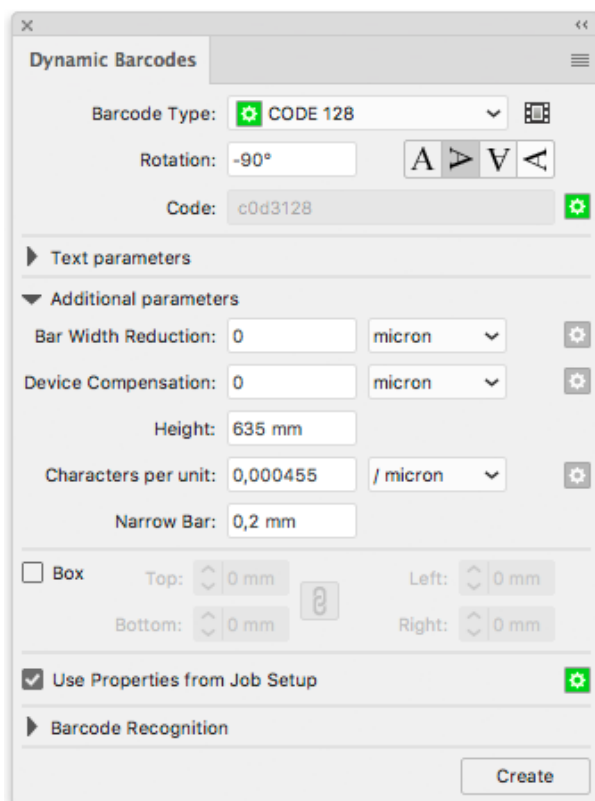 Dynamic Barcodes
Barcode Type: CODE 128
Rotation: -90° A A A A
Code: c0d3128
Text parameters
Additional parameters
Bar Width Reduction: 0 micron
Device Compensation: 0 micron
Height: 635 mm
Characters per unit: 0,000455 / micron
Narrow Bar: 0,2 mm
Box Top: 0 mm Left: 0 mm
Bottom: 0 mm Right: 0 mm
Use Properties from Job Setup
Barcode Recognition
Create